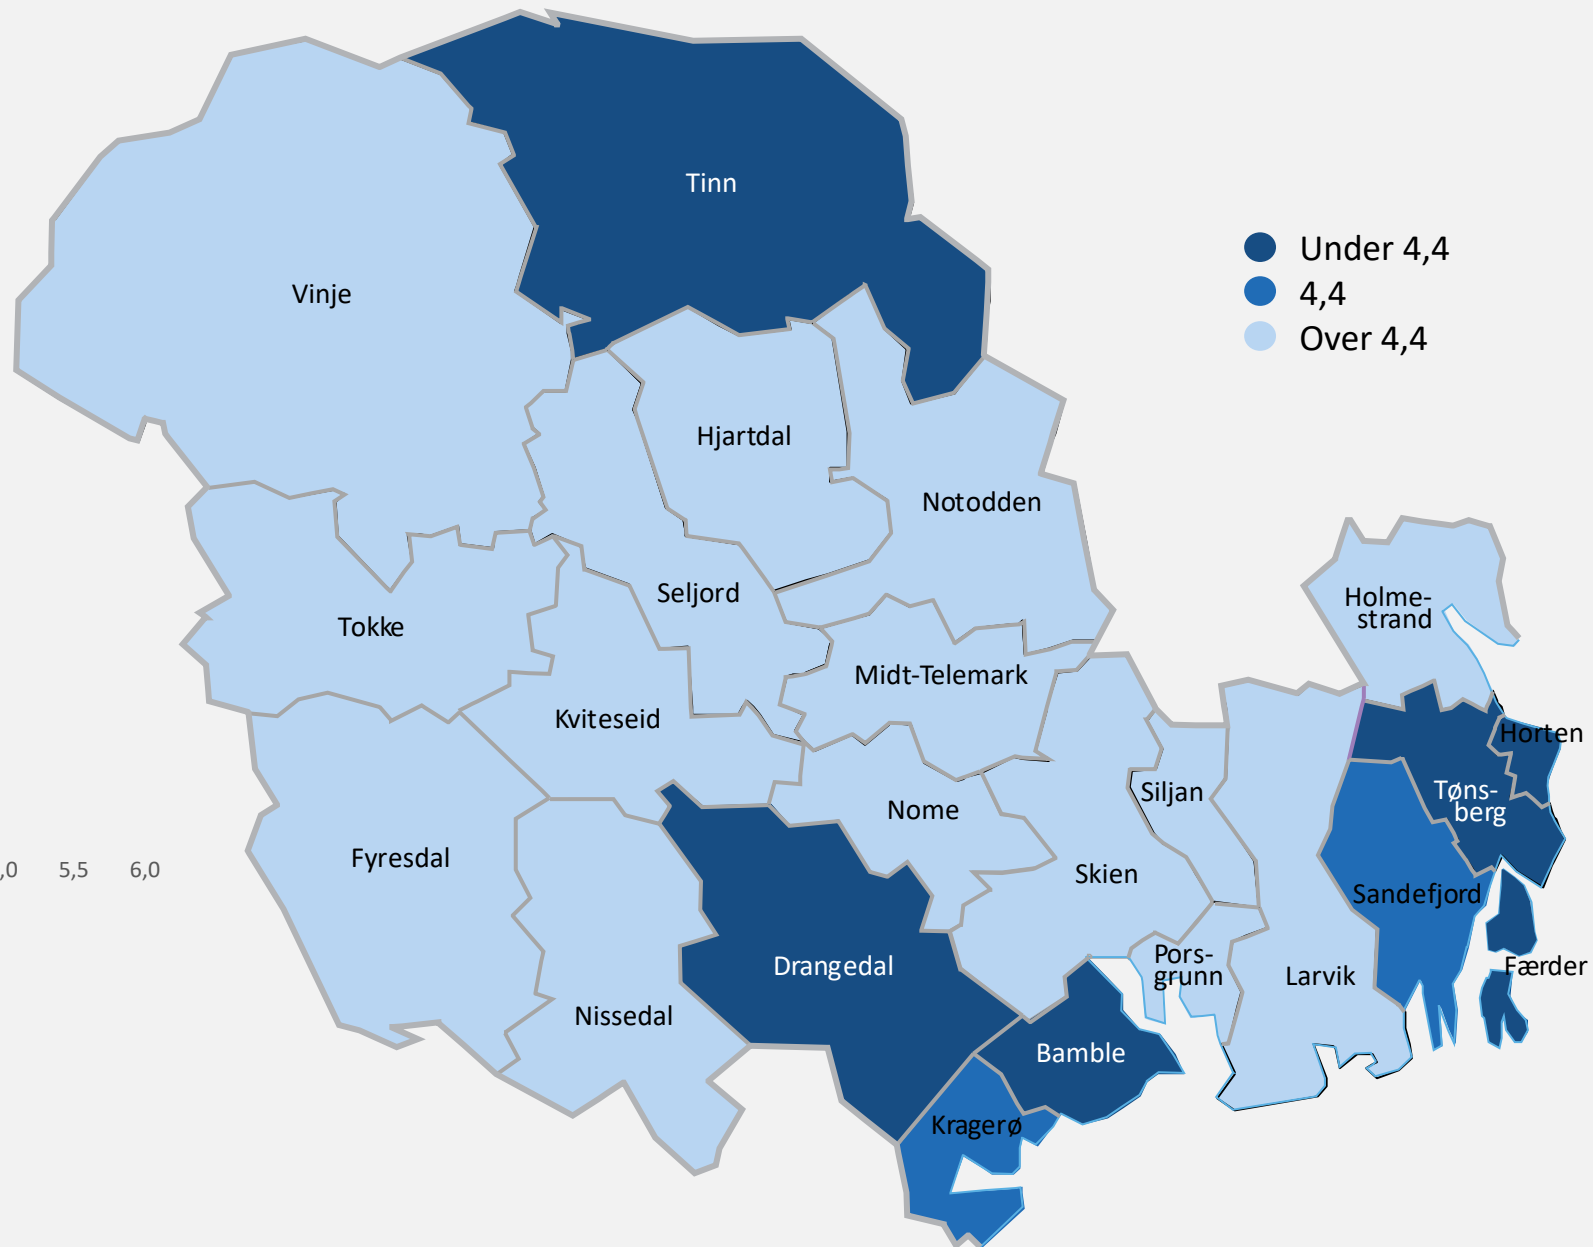 Tinn
Under 4,4
4,4
Over 4,4
Vinje
Hjartdal
Notodden
Seljord
Holme-
strand
Tokke
Midt-Telemark
Kviteseid
Horten
Siljan
Tøns-
berg
Nome
Fyresdal
,0 5,5 6,0
Skien
Sandefjord
Drangedal
Pors-
grunn
Larvik
Færder
Nissedal
Bamble
Kragerø